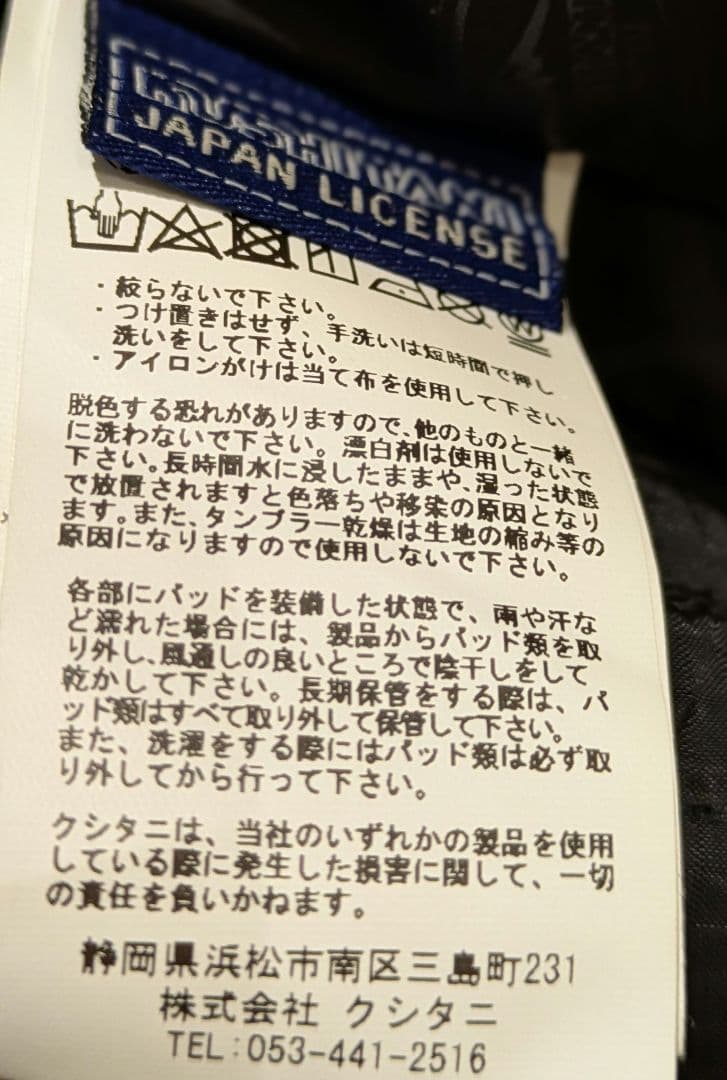 KUSHITANI
JAPAN LICENSE
・絞らないで下さい。
・つけ置きはせず、手洗いは短時間で押し
洗いをして下さい。
・アイロンがけは当て布を使用して下さい。
脱色する恐れがありますので、他のものと一緒
に洗わないで下さい。漂白剤は使用しないで
下さい。長時間水に浸したままや、湿った状態
で放置されますと色落ちや移染の原因となり
ます。また、タンブラー乾燥は生地の縮み等の
原因になりますので使用しないで下さい。
各部にパッドを装備した状態で、雨や汗な
ど濡れた場合には、製品からパッド類を取
り外し、風通しの良いところで陰干しをして
乾かして下さい。長期保管をする際は、パ
ッド類はすべて取り外して保管して下さい。
また、洗濯をする際にはパッド類は必ず取
り外してから行って下さい。
クシタニは、当社のいずれかの製品を使用
している際に発生した損害に関して、一切
の責任を負いかねます。
静岡県浜松市南区三島町231
株式会社 クシタニ
TEL:053-441-2516